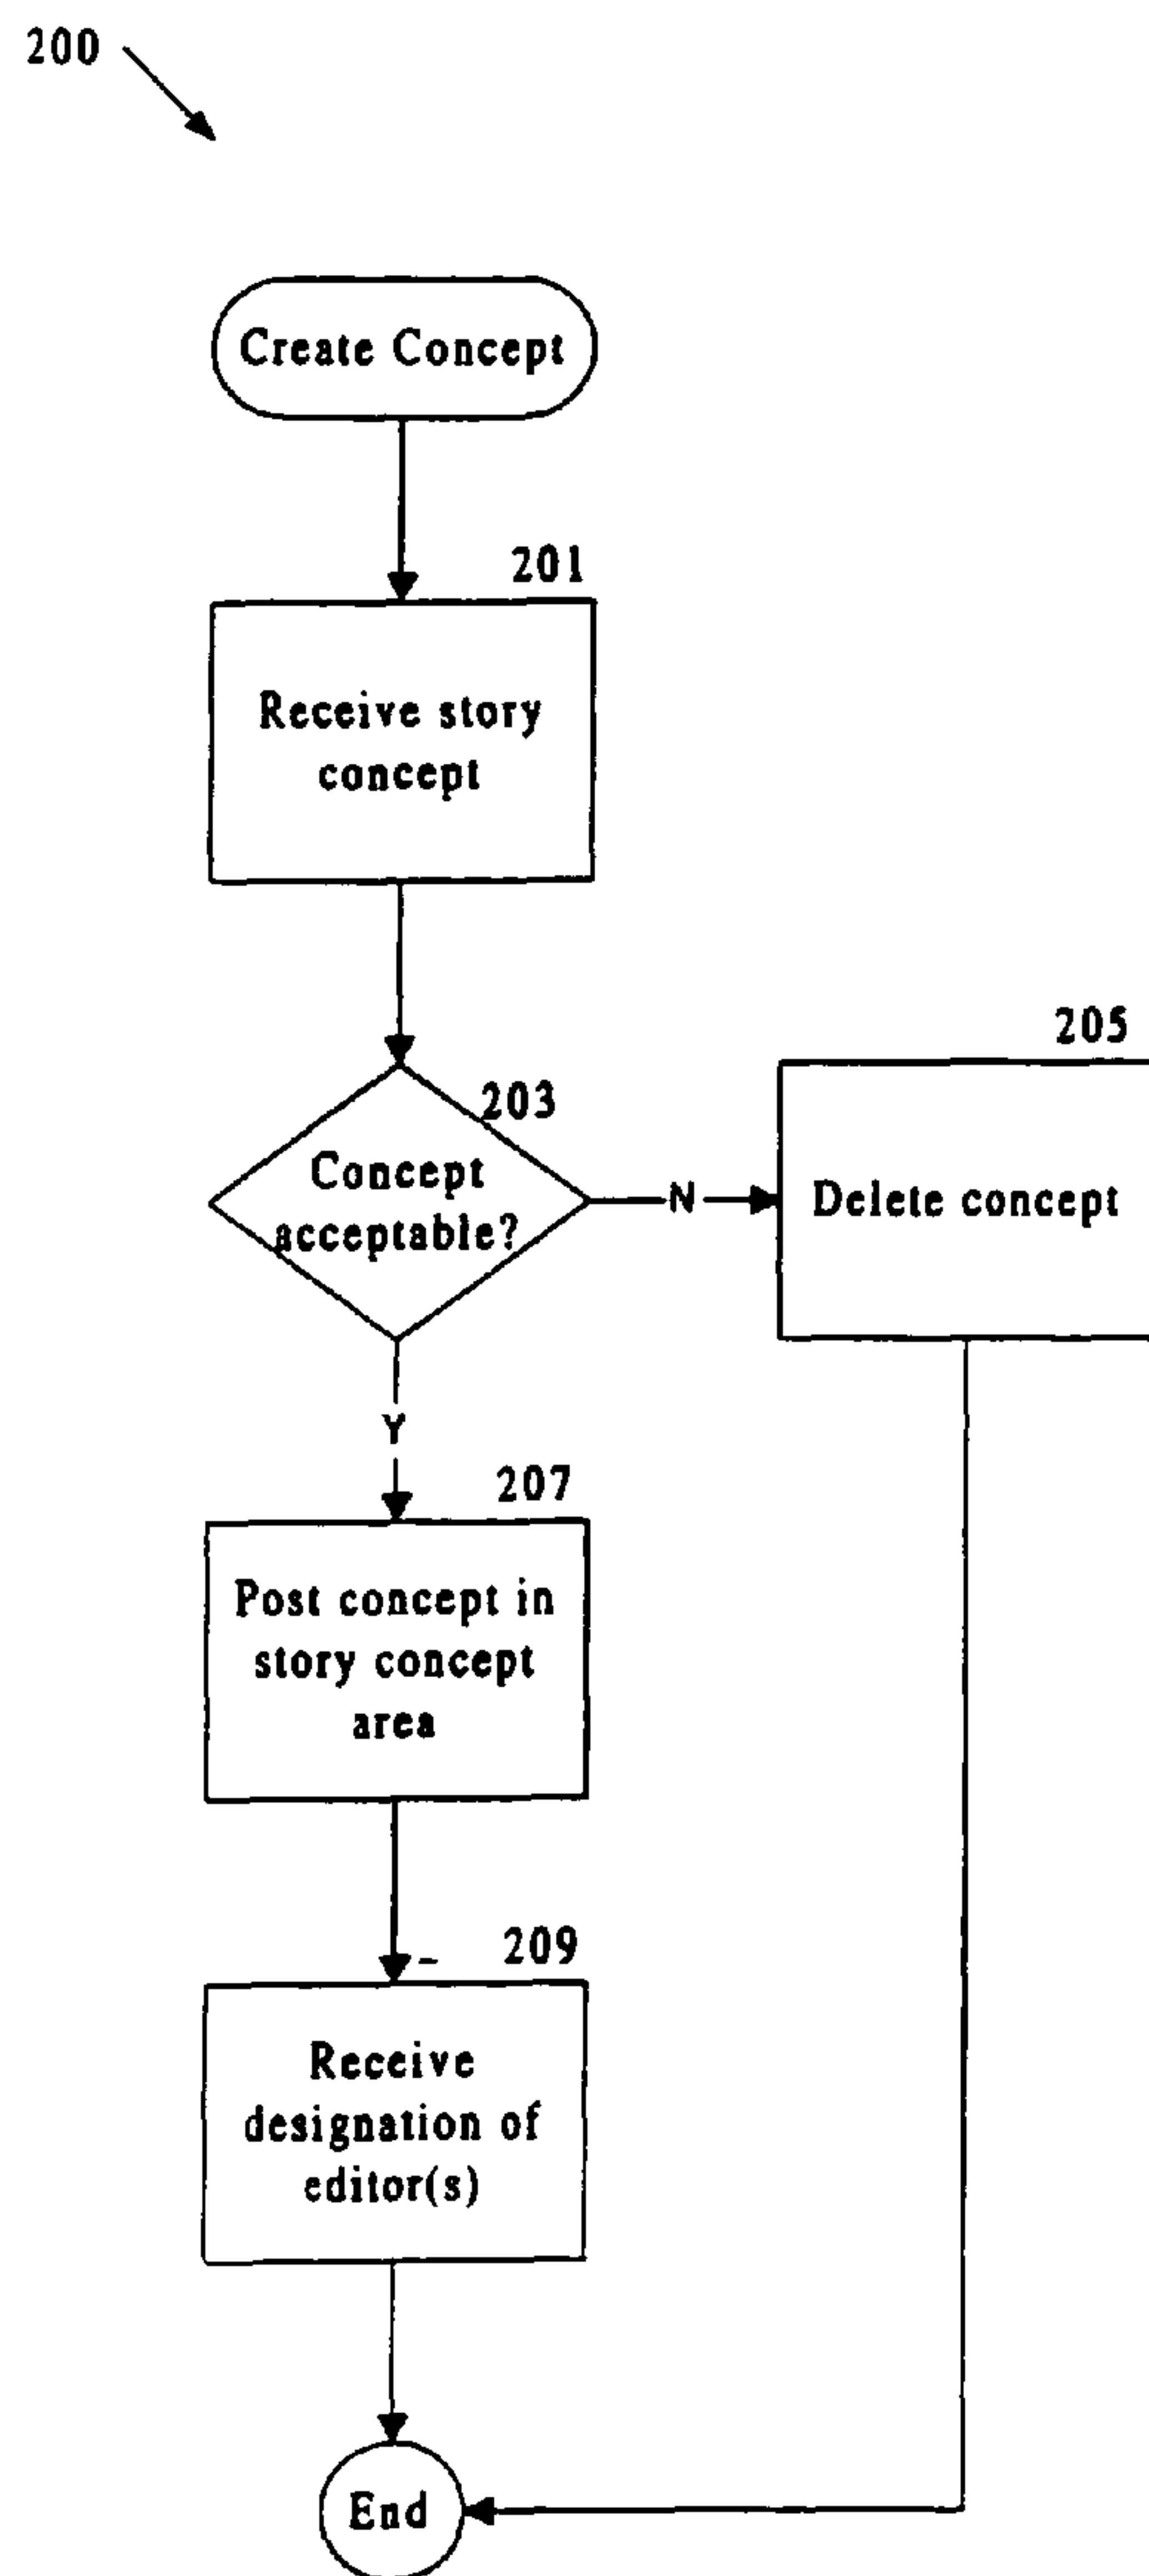 200
Create Concept
201
Receive story
concept
203
Concept
acceptable?
N
205
Delete concept
Y
207
Post concept in
story concept
area
209
Receive
designation of
editor(s)
End